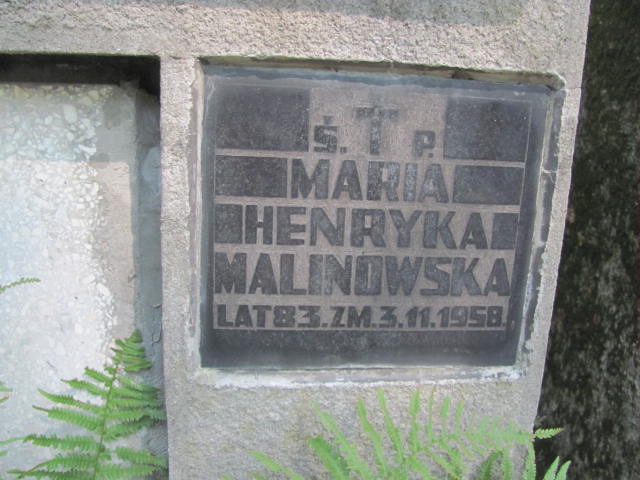 Ś. † P.
MARIA
HENRYKA
MALINOWSKA
LAT 83. ZM. 3.11.1958.